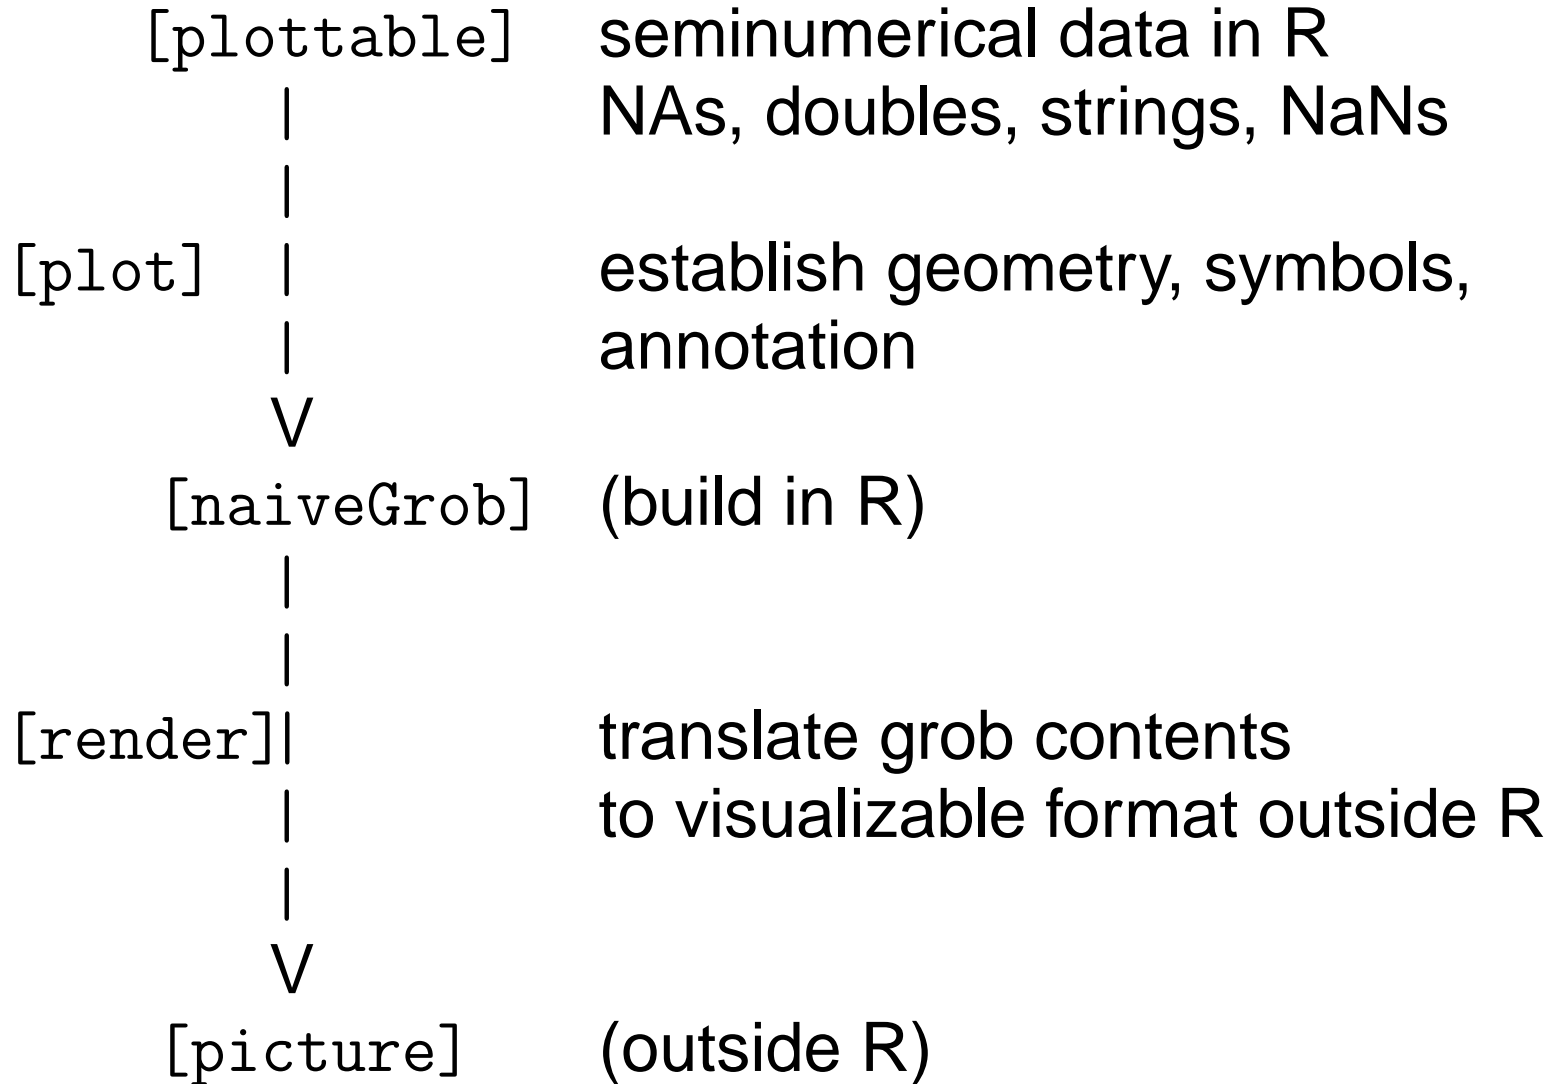 [plottable] seminumerical data in R
| NAs, doubles, strings, NaNs
|
[plot] | establish geometry, symbols,
| annotation
V
[naiveGrob] (build in R)
|
|
[render]| translate grob contents
| to visualizable format outside R
|
V
[picture] (outside R)